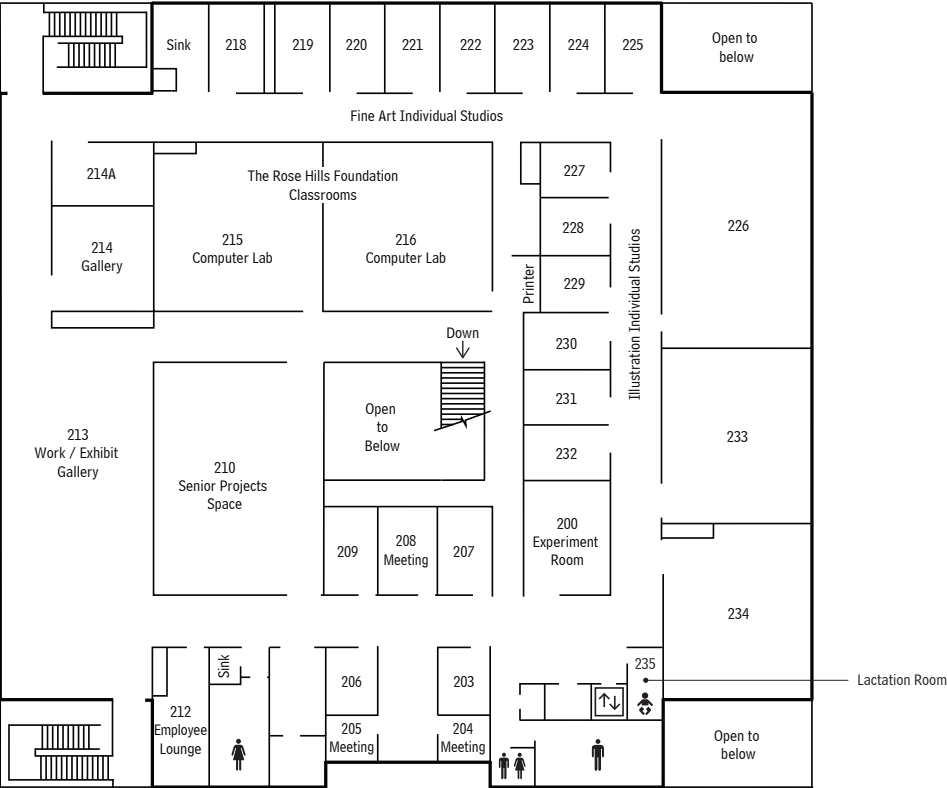 Sink
218
219
220
221
222
223
224
225
Open to
below
Fine Art Individual Studios
214A
The Rose Hills Foundation
Classrooms
227
226
228
214
Gallery
215
Computer Lab
216
Computer Lab
Printer
229
Illustration Individual Studios
Down
230
231
232
233
213
Work / Exhibit
Gallery
Open
to
Below
210
Senior Projects
Space
200
Experiment
Room
209
208
Meeting
207
234
Sink
206
203
235
Lactation Room
212
Employee
Lounge
205
Meeting
204
Meeting
Open to
below